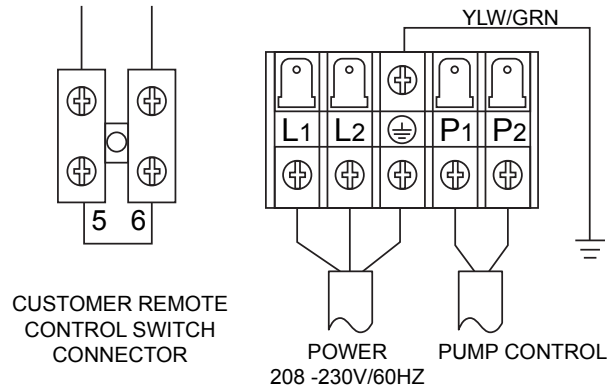 YLW/GRN
L1 L2 P1 P2
5 6
CUSTOMER REMOTE
CONTROL SWITCH
CONNECTOR
POWER
208 -230V/60HZ
PUMP CONTROL